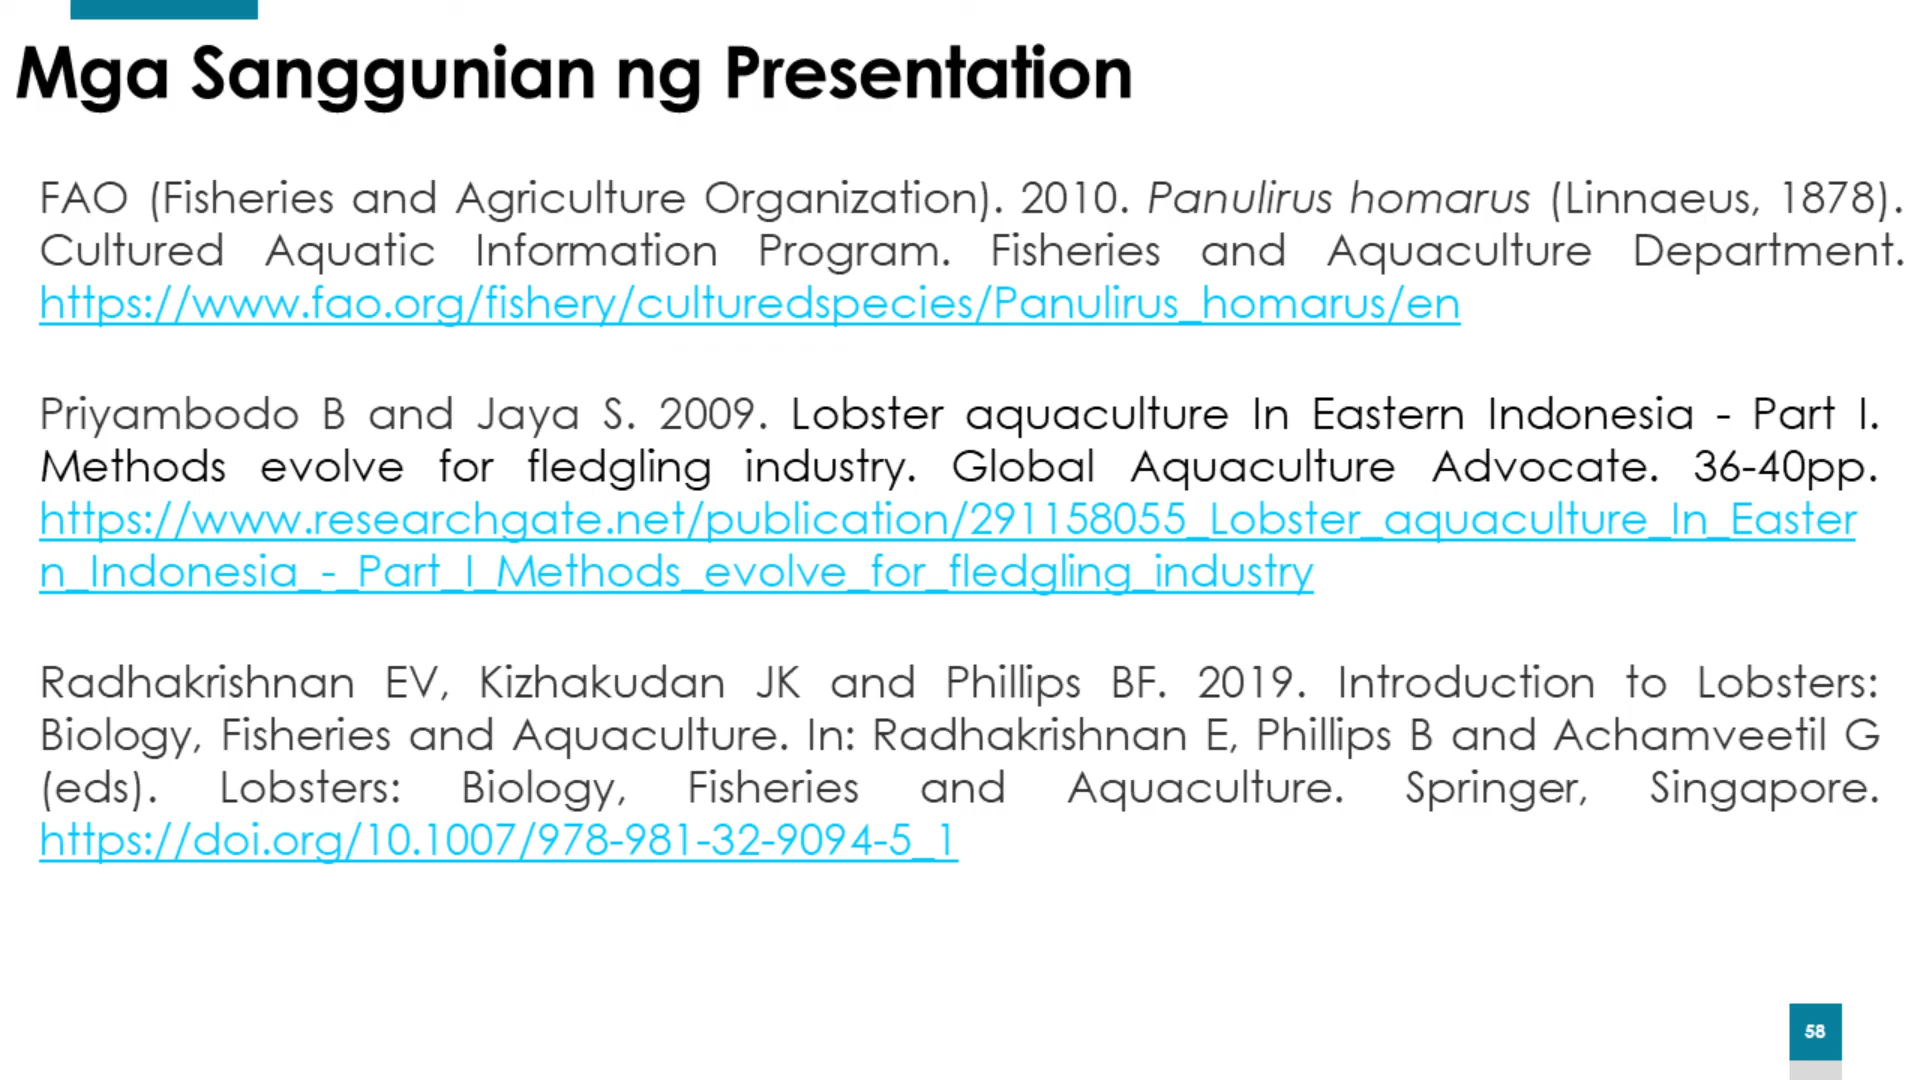 Mga Sanggunian ng Presentation
FAO (Fisheries and Agriculture Organization). 2010. Panulirus homarus (Linnaeus, 1878).
Cultured Aquatic Information Program. Fisheries and Aquaculture Department.
https://www.fao.org/fishery/culturedspecies/Panulirus_homarus/en
Priyambodo B and Jaya S. 2009. Lobster aquaculture In Eastern Indonesia - Part I.
Methods evolve for fledgling industry. Global Aquaculture Advocate. 36-40pp.
https://www.researchgate.net/publication/291158055_Lobster_aquaculture_In_Easter
n_Indonesia_-_Part_I_Methods_evolve_for_fledgling_industry
Radhakrishnan EV, Kizhakudan JK and Phillips BF. 2019. Introduction to Lobsters:
Biology, Fisheries and Aquaculture. In: Radhakrishnan E, Phillips B and Achamveetil G
(eds). Lobsters: Biology, Fisheries and Aquaculture. Springer, Singapore.
https://doi.org/10.1007/978-981-32-9094-5_1
58